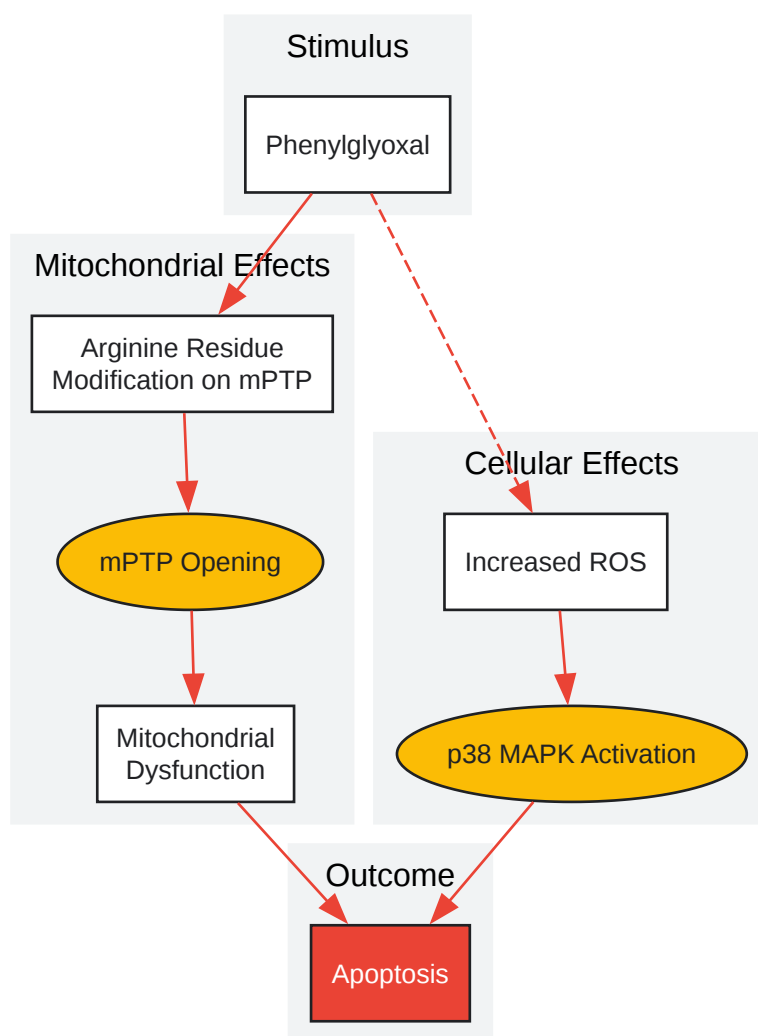 Stimulus
Phenylglyoxal
Mitochondrial Effects
Arginine Residue
Modification on mPTP
mPTP Opening
Mitochondrial
Dysfunction
Cellular Effects
Increased ROS
p38 MAPK Activation
Outcome
Apoptosis